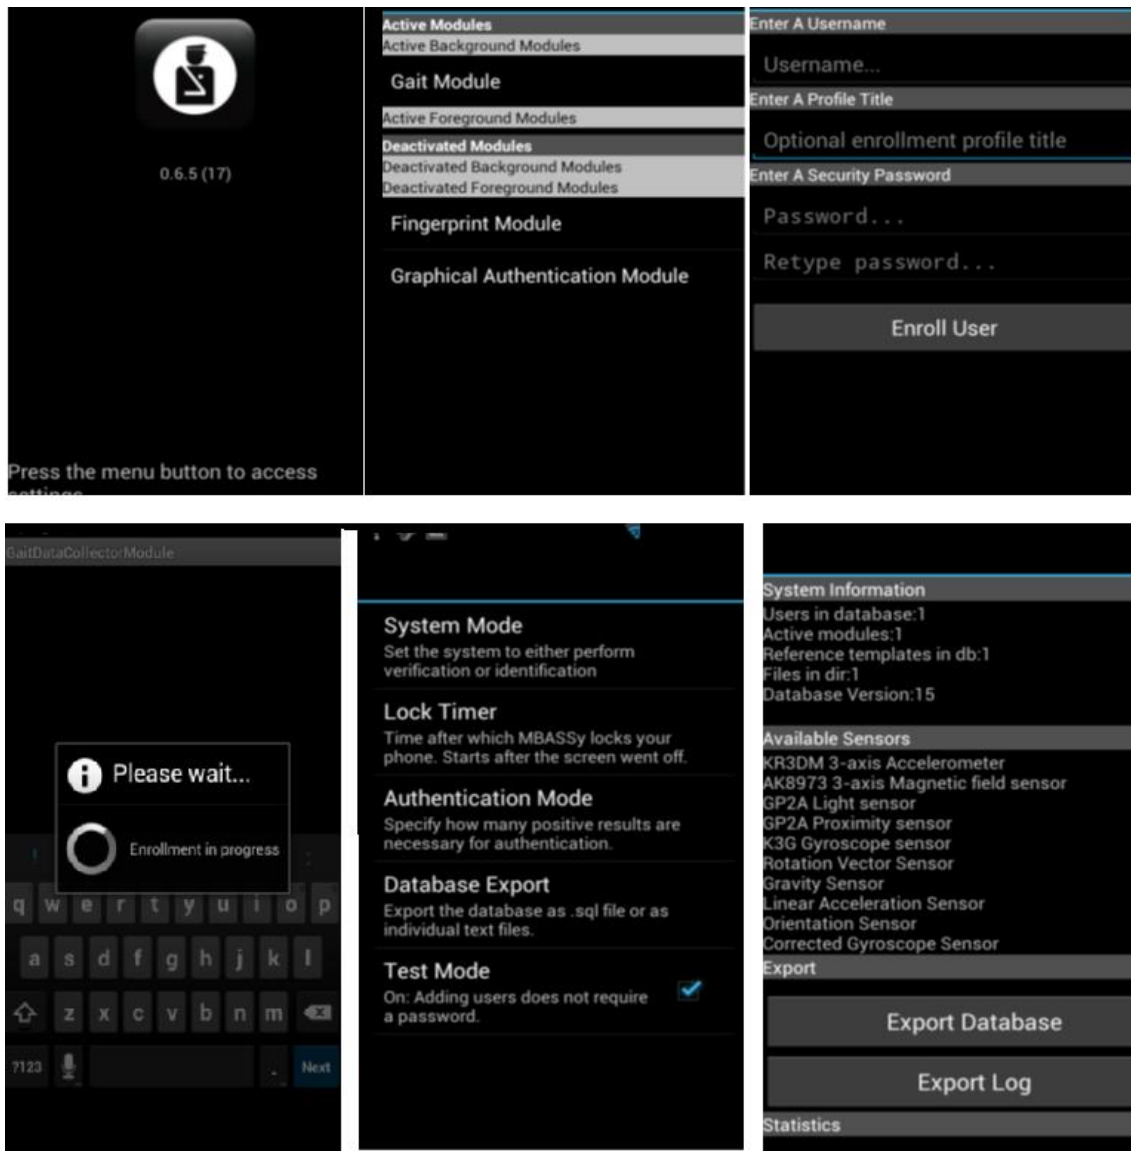 0.6.5 (17)
Press the menu button to access
settings
Active Modules
Active Background Modules
Gait Module
Active Foreground Modules
Deactivated Modules
Deactivated Background Modules
Deactivated Foreground Modules
Fingerprint Module
Graphical Authentication Module
Enter A Username
Username...
Enter A Profile Title
Optional enrollment profile title
Enter A Security Password
Password...
Retype password...
Enroll User
GaitDataCollectorModule
Please wait...
Enrollment in progress
! :
q w e r t y u i o p
a s d f g h j k l
z x c v b n m
?123 . Next
System Mode
Set the system to either perform
verification or identification
Lock Timer
Time after which MBASSy locks your
phone. Starts after the screen went off.
Authentication Mode
Specify how many positive results are
necessary for authentication.
Database Export
Export the database as .sql file or as
individual text files.
Test Mode
On: Adding users does not require
a password.
System Information
Users in database:1
Active modules:1
Reference templates in db:1
Files in dir:1
Database Version:15
Available Sensors
KR3DM 3-axis Accelerometer
AK8973 3-axis Magnetic field sensor
GP2A Light sensor
GP2A Proximity sensor
K3G Gyroscope sensor
Rotation Vector Sensor
Gravity Sensor
Linear Acceleration Sensor
Orientation Sensor
Corrected Gyroscope Sensor
Export
Export Database
Export Log
Statistics